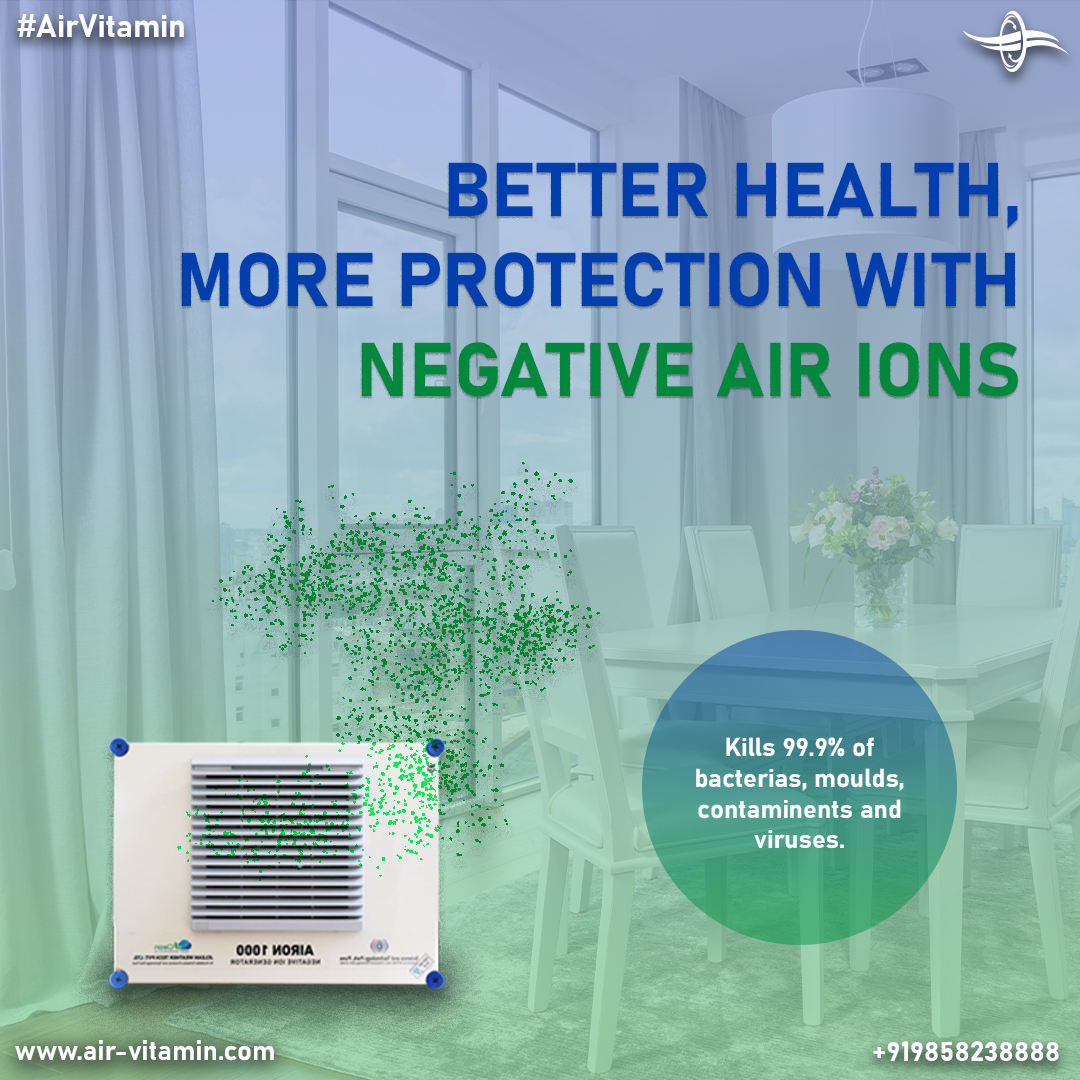 #AirVitamin
BETTER HEALTH,
MORE PROTECTION WITH
NEGATIVE AIR IONS
Kills 99.9% of
bacterias, moulds,
contaminents and
viruses.
AIRON 1000
NEGATIVE ION GENERATOR
www.air-vitamin.com
+919858238888